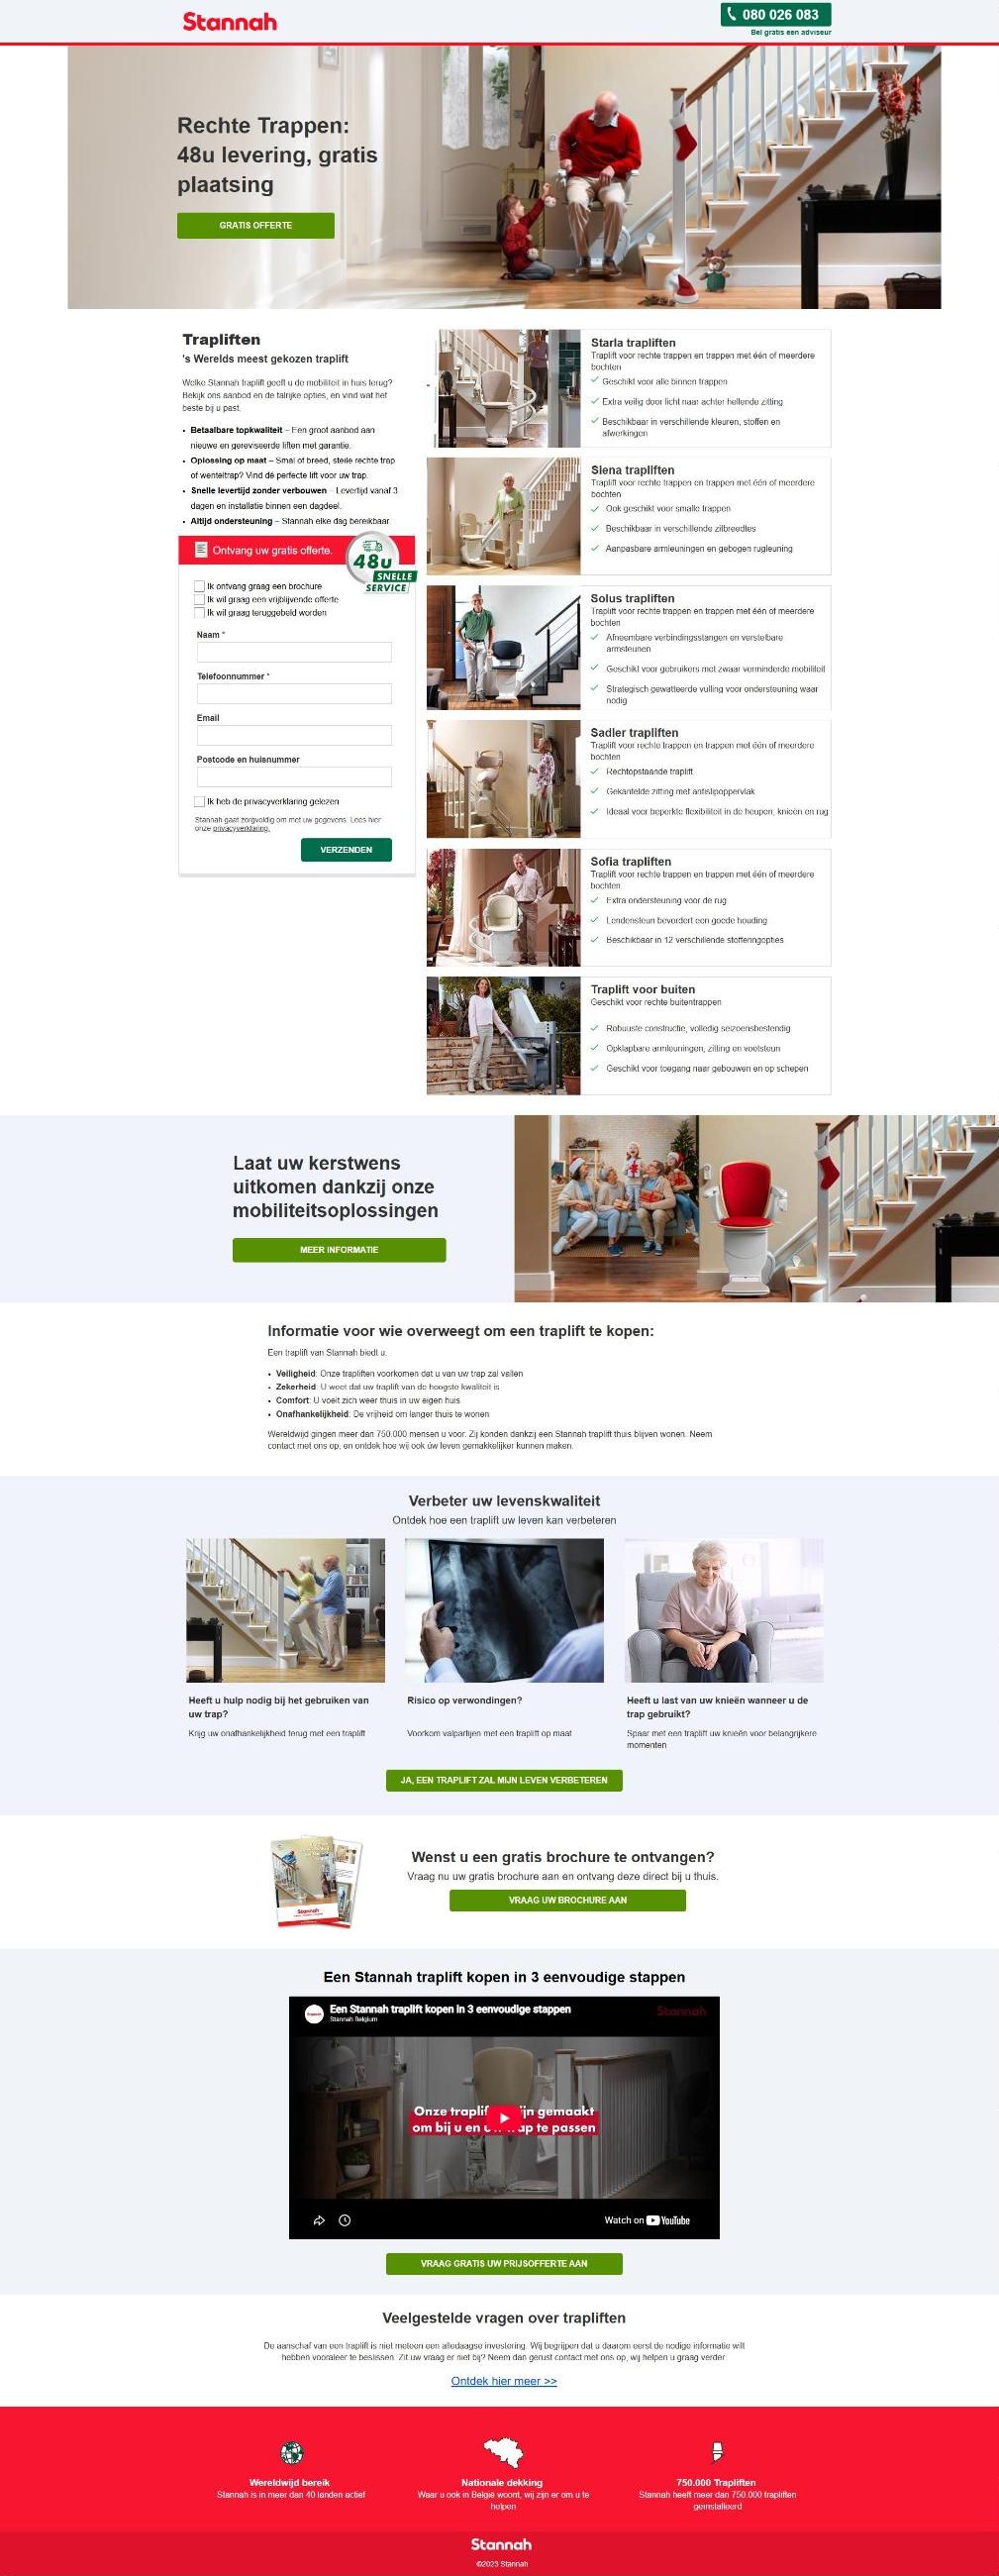 Stannah
080 026 083
Bel gratis een adviseur
Rechte Trappen:
48u levering, gratis
plaatsing
GRATIS OFFERTE
Trapliften
's Werelds meest gekozen traplift
Welke Stannah traplift geeft u de mobiliteit in huis terug?
Bekijk ons aanbod en de talrijke opties, en vind wat het
beste bij u past.
• Betaalbare topkwaliteit – Een groot aanbod aan
nieuwe en gereviseerde liften met garantie.
• Oplossing op maat – Smal of breed, steile rechte trap
of wenteltrap? Vind dé perfecte lift voor uw trap.
• Snelle levertijd zonder verbouwen – Levertijd vanaf 3
dagen en installatie binnen een dagdeel.
• Altijd ondersteuning – Stannah elke dag bereikbaar
Ontvang uw gratis offerte.
48u
SNELLE
SERVICE
Ik ontvang graag een brochure
Ik wil graag een vrijblijvende offerte
Ik wil graag teruggebeld worden
Naam *
Telefoonnummer *
Email
Postcode en huisnummer
Ik heb de privacyverklaring gelezen
Stannah gaat zorgvuldig om met uw gegevens. Lees hier
onze privacyverklaring.
VERZENDEN
Starla trapliften
Traplift voor rechte trappen en trappen met één of meerdere
bochten
Geschikt voor alle binnen trappen
Extra veilig door licht naar achter hellende zitting
Beschikbaar in verschillende kleuren, stoffen en
afwerkingen
Siena trapliften
Traplift voor rechte trappen en trappen met één of meerdere
bochten
Ook geschikt voor smalle trappen
Beschikbaar in verschillende zitbreedtes
Aanpasbare armleuningen en gebogen rugleuning
Solus trapliften
Traplift voor rechte trappen en trappen met één of meerdere
bochten
Afneembare verbindingsstangen en verstelbare
armsteunen
Geschikt voor gebruikers met zwaar verminderde mobiliteit
Strategisch gewatteerde vulling voor ondersteuning waar
nodig
Sadler trapliften
Traplift voor rechte trappen en trappen met één of meerdere
bochten
Rechtopstaande traplift
Gekantelde zitting met antislipoppervlak
Ideaal voor beperkte flexibiliteit in de heupen, knieën en rug
Sofia trapliften
Traplift voor rechte trappen en trappen met één of meerdere
bochten
Extra ondersteuning voor de rug
Lendensteun bevordert een goede houding
Beschikbaar in 12 verschillende stofferingopties
Traplift voor buiten
Geschikt voor rechte buitentrappen
Robuuste constructie, volledig seizoensbestendig
Opklapbare armleuningen, zitting en voetsteun
Geschikt voor toegang naar gebouwen en op schepen
Laat uw kerstwens
uitkomen dankzij onze
mobiliteitsoplossingen
MEER INFORMATIE
Informatie voor wie overweegt om een traplift te kopen:
Een traplift van Stannah biedt u:
• Veiligheid: Onze trapliften voorkomen dat u van uw trap zal vallen
• Zekerheid: U weet dat uw traplift van de hoogste kwaliteit is
• Comfort: U voelt zich weer thuis in uw eigen huis
• Onafhankelijkheid: De vrijheid om langer thuis te wonen
Wereldwijd gingen meer dan 750.000 mensen u voor. Zij konden dankzij een Stannah traplift thuis blijven wonen. Neem
contact met ons op, en ontdek hoe wij ook úw leven gemakkelijker kunnen maken.
Verbeter uw levenskwaliteit
Ontdek hoe een traplift uw leven kan verbeteren
Heeft u hulp nodig bij het gebruiken van
uw trap?
Krijg uw onafhankelijkheid terug met een traplift
Risico op verwondingen?
Voorkom valpartijen met een traplift op maat
Heeft u last van uw knieën wanneer u de
trap gebruikt?
Spaar met een traplift uw knieën voor belangrijkere
momenten
JA, EEN TRAPLIFT ZAL MIJN LEVEN VERBETEREN
Stannah
Wenst u een gratis brochure te ontvangen?
Vraag nu uw gratis brochure aan en ontvang deze direct bij u thuis.
VRAAG UW BROCHURE AAN
Een Stannah traplift kopen in 3 eenvoudige stappen
Een Stannah traplift kopen in 3 eenvoudige stappen
Stannah Belgium
Stannah
Onze traplif jn gemaakt
om bij u en u ap te passen
Watch on YouTube
VRAAG GRATIS UW PRIJSOFFERTE AAN
Veelgestelde vragen over trapliften
De aanschaf van een traplift is niet meteen een alledaagse investering. Wij begrijpen dat u daarom eerst de nodige informatie wilt
hebben vooraleer te beslissen. Zit uw vraag er niet bij? Neem dan gerust contact met ons op, wij helpen u graag verder
Ontdek hier meer >>
Wereldwijd bereik
Stannah is in meer dan 40 landen actief
Nationale dekking
Waar u ook in België woont, wij zijn er om u te
helpen
750.000 Trapliften
Stannah heeft meer dan 750.000 trapliften
geïnstalleerd
Stannah
©2023 Stannah